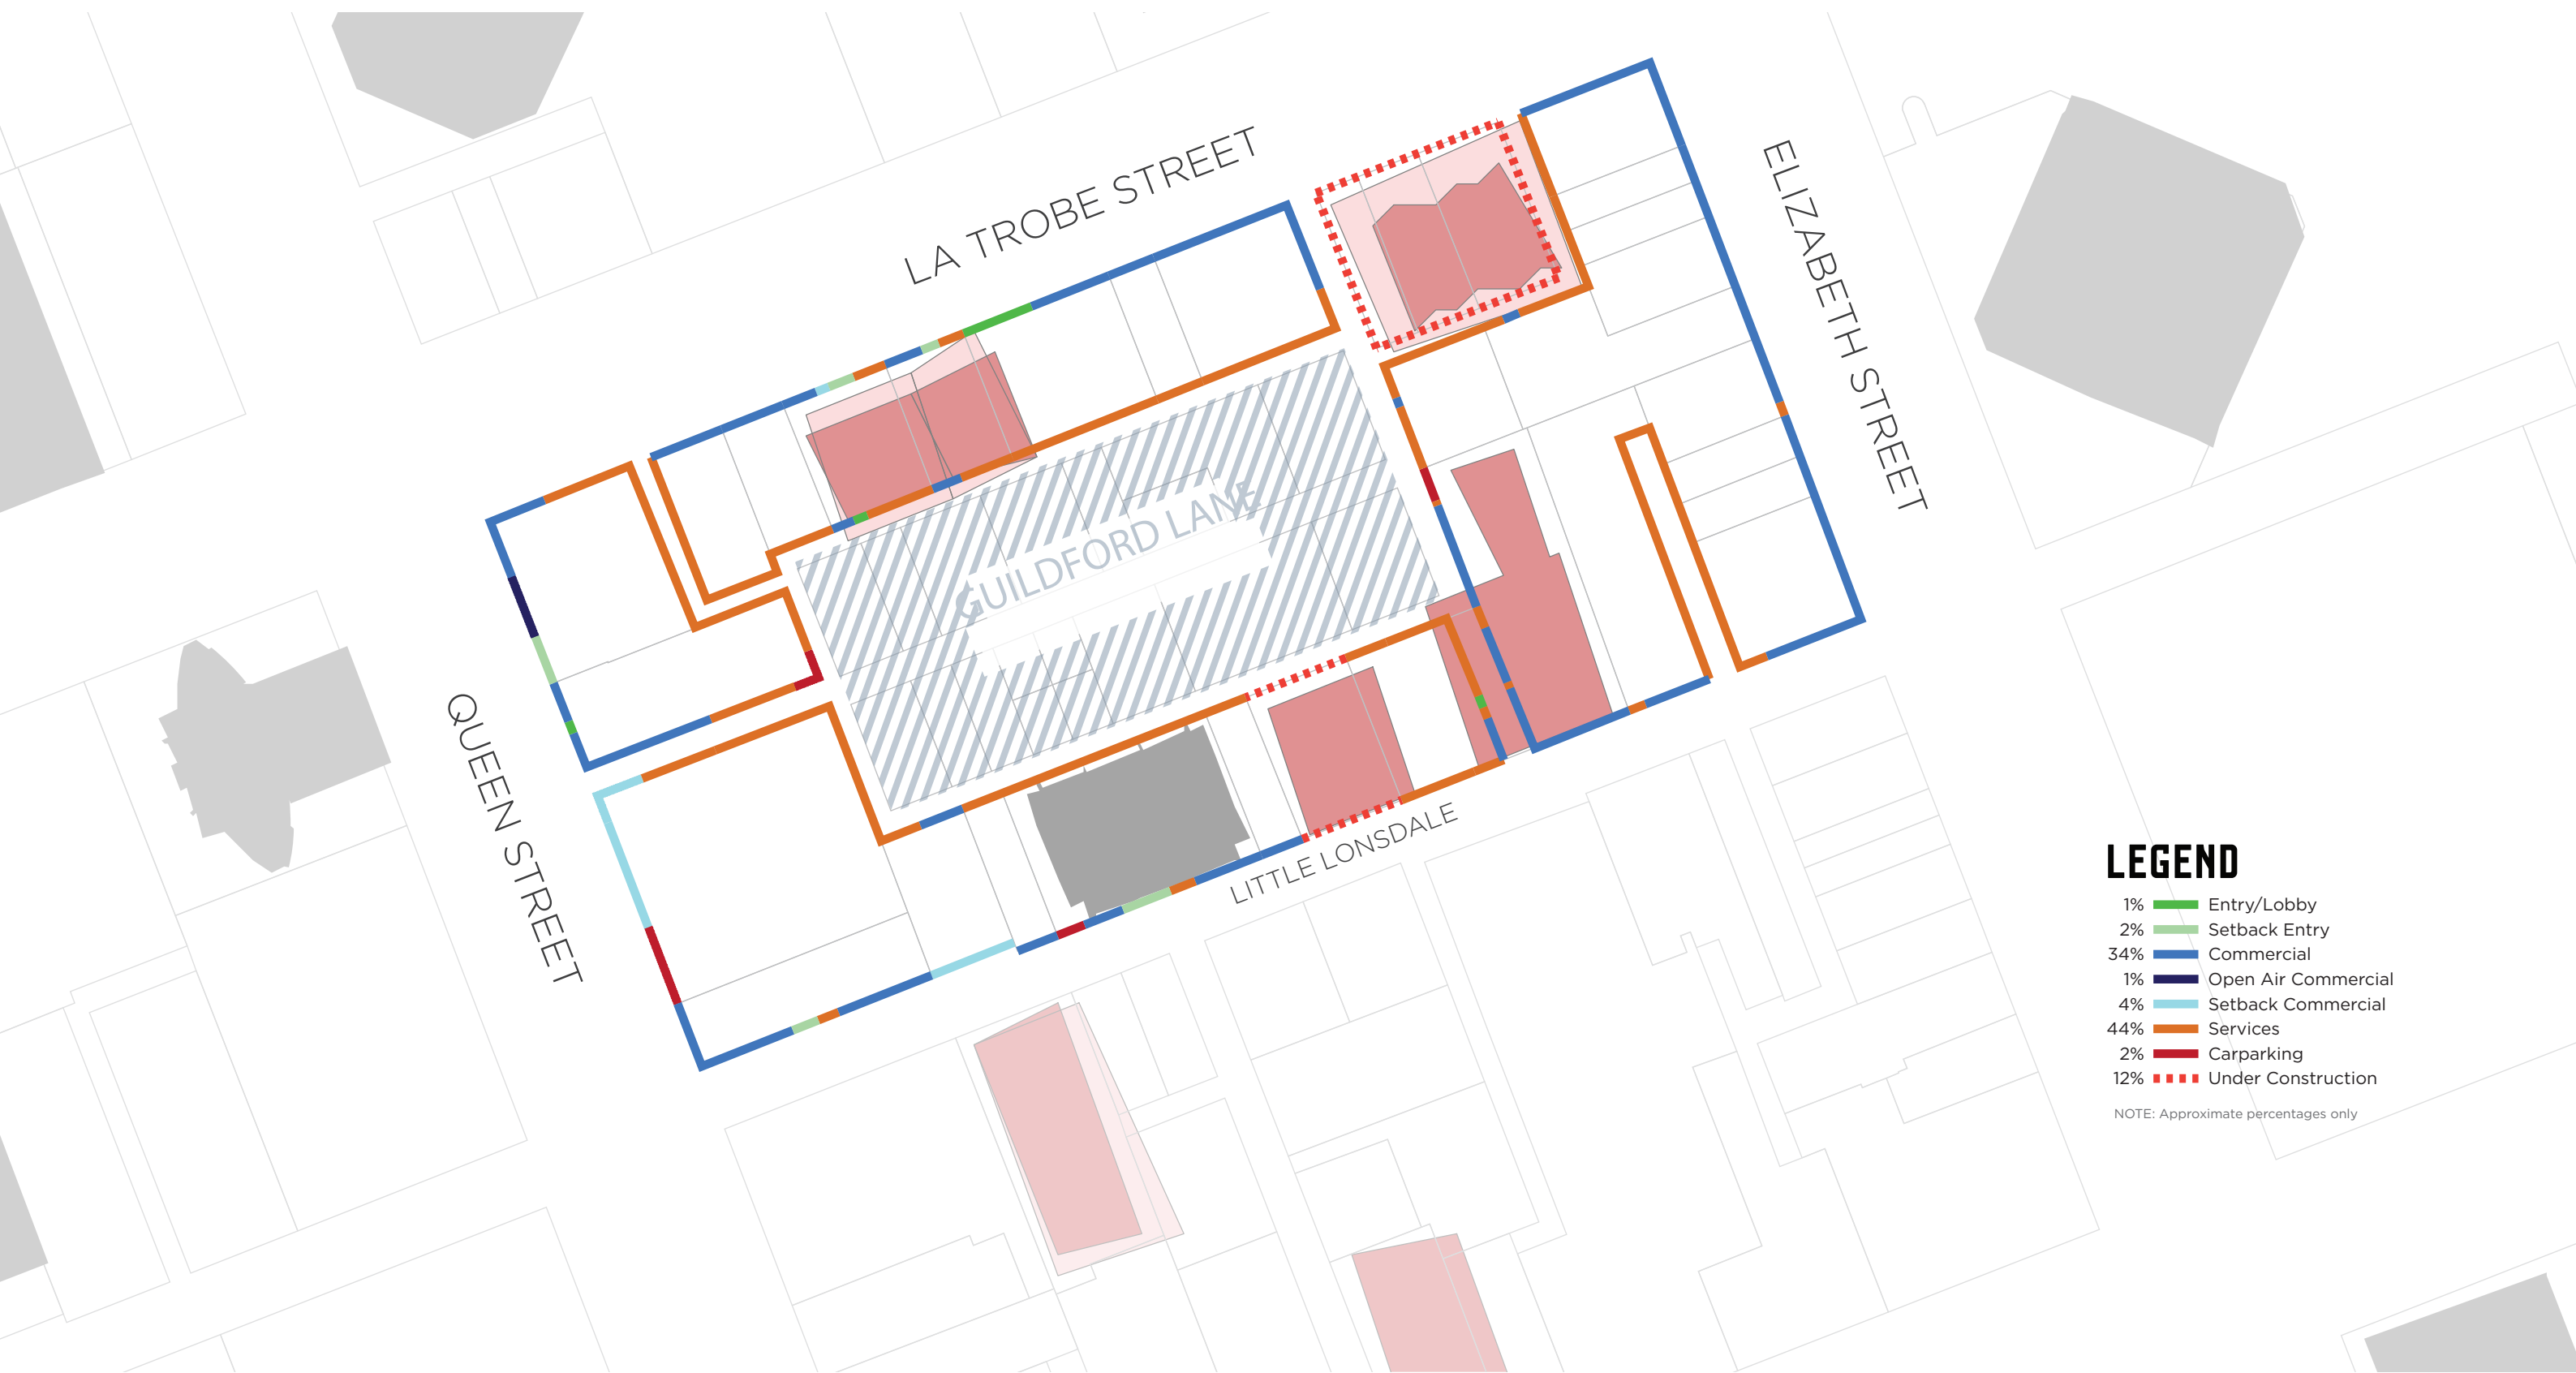 LA TROBE STREET
ELIZABETH STREET
GUILDFORD LANE
QUEEN STREET
LITTLE LONSDALE
LEGEND
1% Entry/Lobby
2% Setback Entry
34% Commercial
1% Open Air Commercial
4% Setback Commercial
44% Services
2% Carparking
12% Under Construction
NOTE: Approximate percentages only